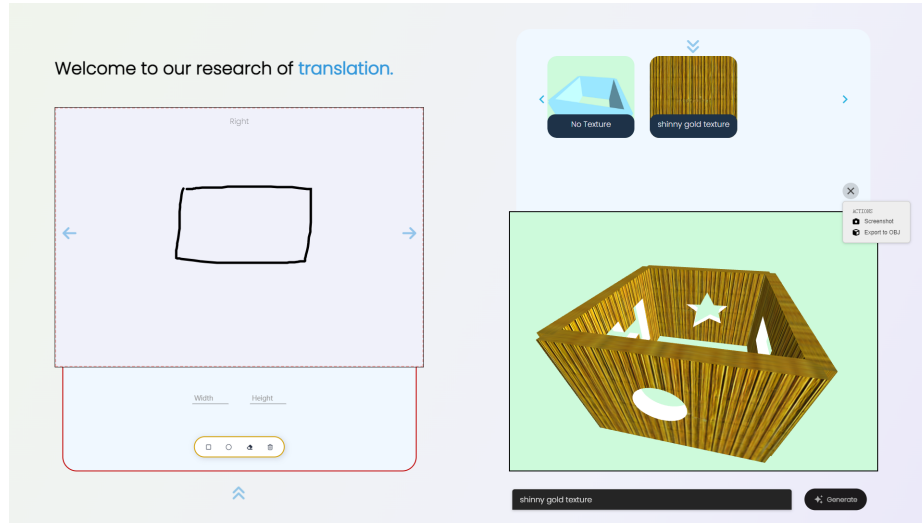 Welcome to our research of translation.
Right
Width
Height
No Texture
shinny gold texture
ACTIONS
Screenshot
Export to OBJ
shinny gold texture
Generate